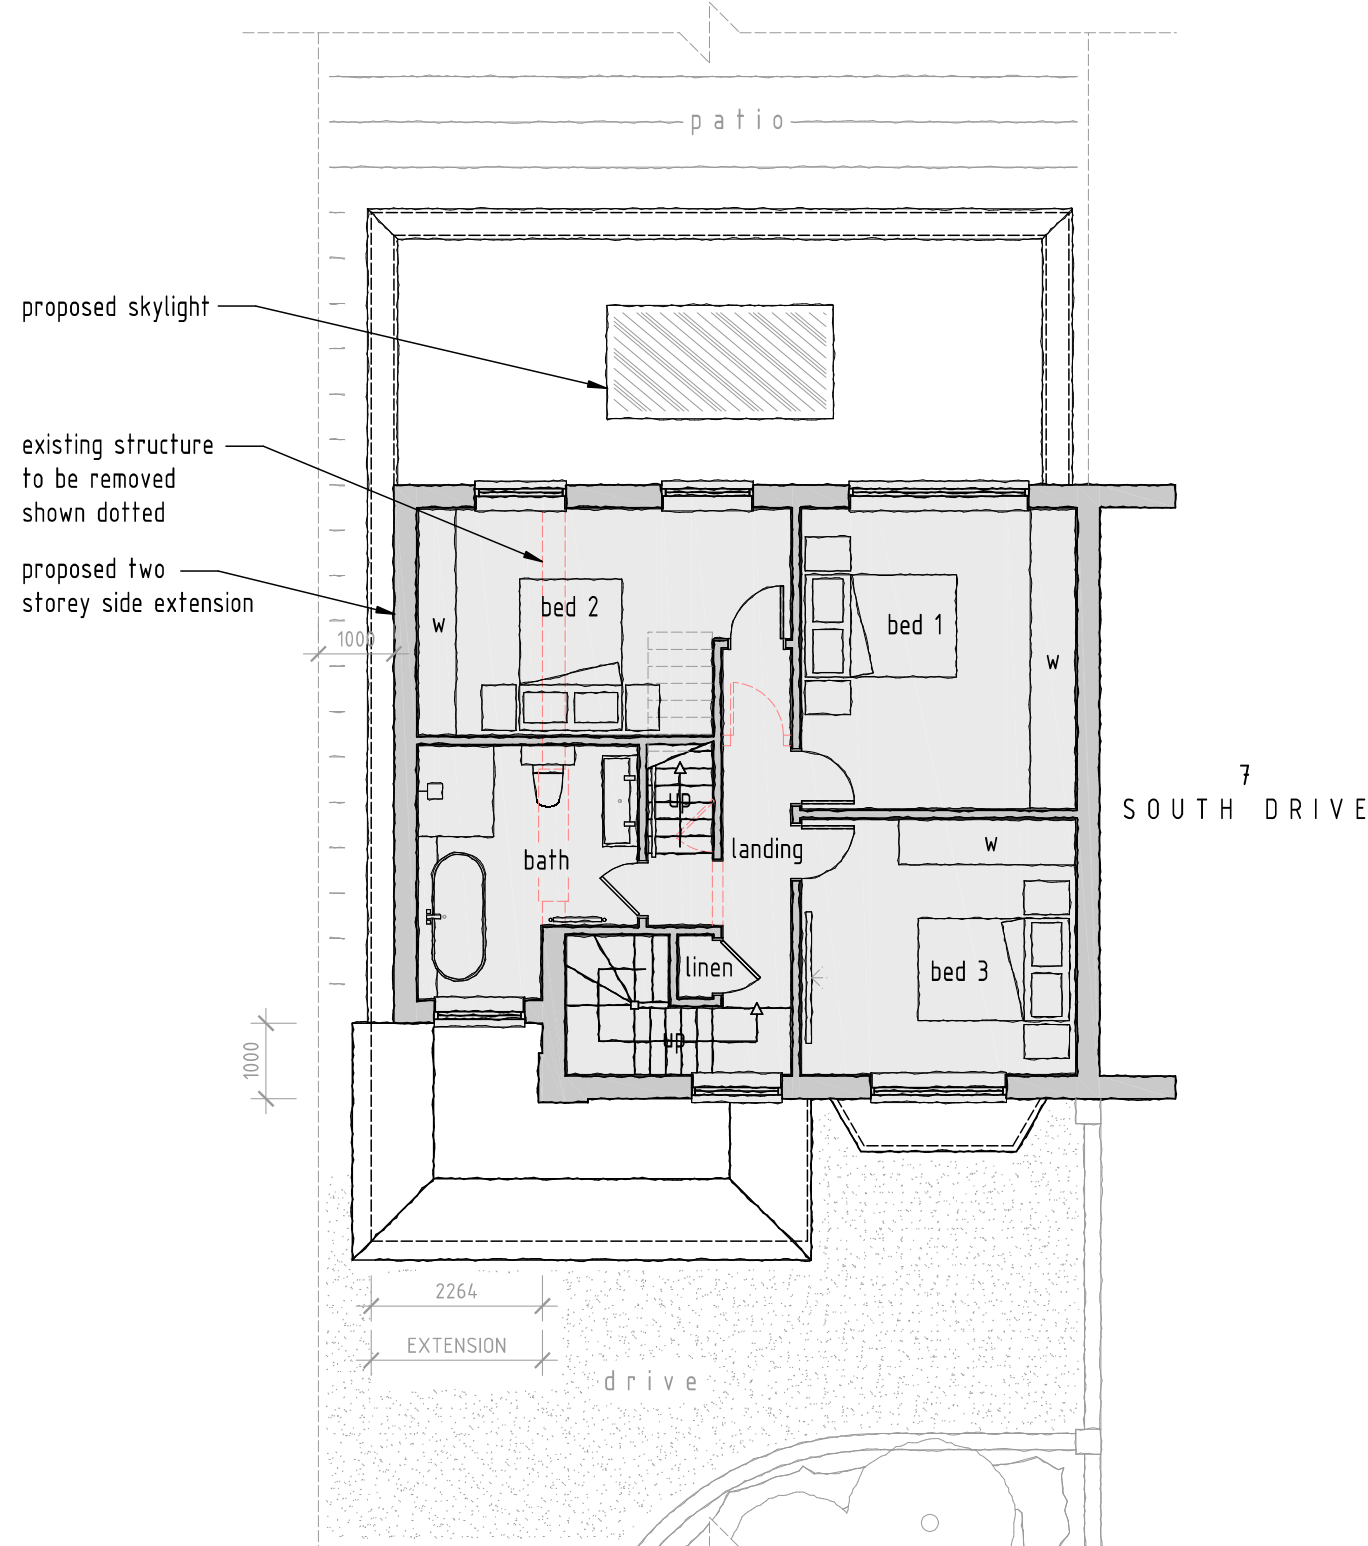 patio
proposed skylight
existing structure
to be removed
shown dotted
proposed two
storey side extension
1000
bed 2
bed 1
W
W
7
SOUTH DRIVE
up
landing
W
bath
linen
bed 3
up
1000
2264
EXTENSION
drive